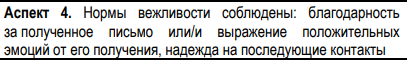 Аспект 4. Нормы вежливости соблюдены: благодарность
за полученное письмо или/и выражение положительных
эмоций от его получения, надежда на последующие контакты